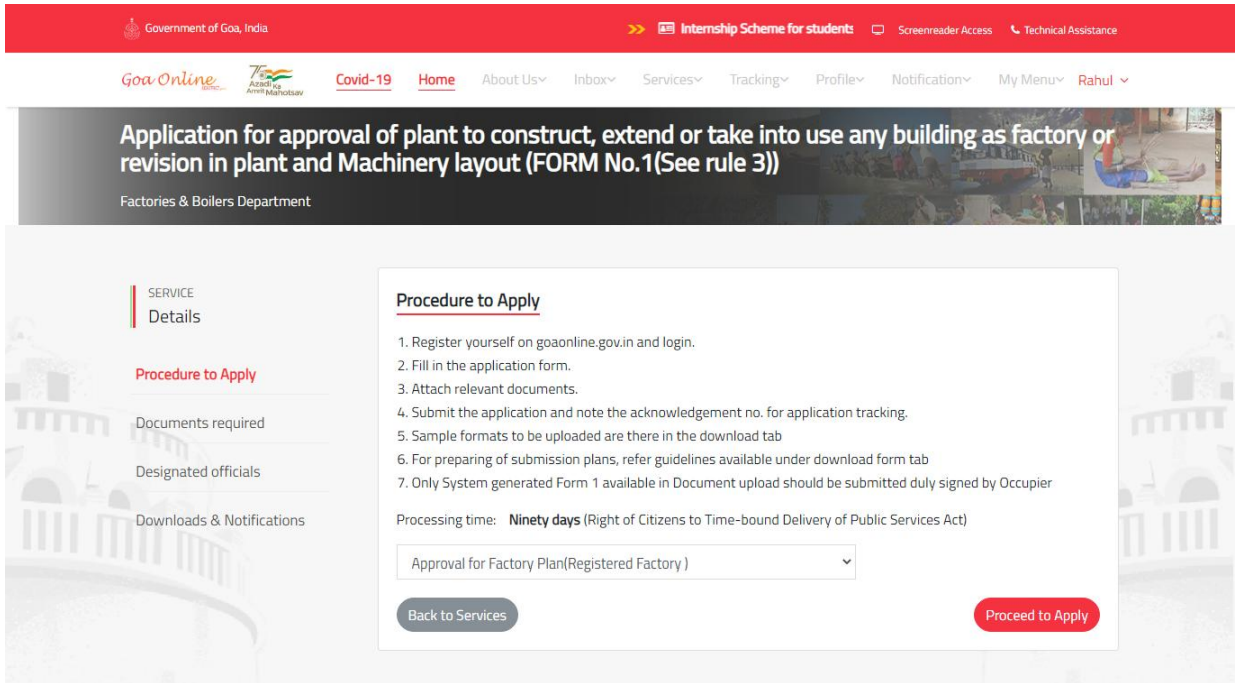 Government of Goa, India
Internship Scheme for students
Screenreader Access
Technical Assistance
Goa Online
75 Azadi Ka Amrit Mahotsav
Covid-19
Home
About Us
Inbox
Services
Tracking
Profile
Notification
My Menu
Rahul
Application for approval of plant to construct, extend or take into use any building as factory or
revision in plant and Machinery layout (FORM No.1(See rule 3))
Factories & Boilers Department
SERVICE
Details
Procedure to Apply
Documents required
Designated officials
Downloads & Notifications
Procedure to Apply
1. Register yourself on goaonline.gov.in and login.
2. Fill in the application form.
3. Attach relevant documents.
4. Submit the application and note the acknowledgement no. for application tracking.
5. Sample formats to be uploaded are there in the download tab
6. For preparing of submission plans, refer guidelines available under download form tab
7. Only System generated Form 1 available in Document upload should be submitted duly signed by Occupier
Processing time: Ninety days (Right of Citizens to Time-bound Delivery of Public Services Act)
Approval for Factory Plan(Registered Factory )
Back to Services
Proceed to Apply